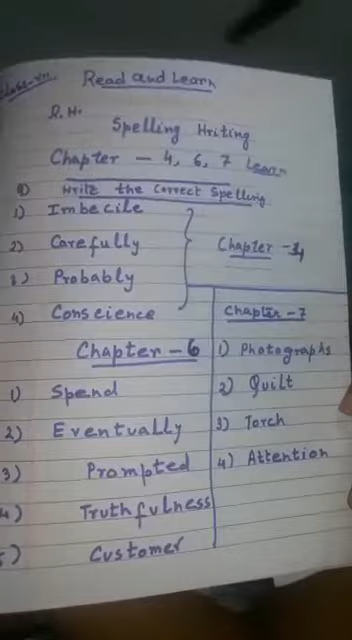 Class-VII.
Read and Learn
R.H.
Spelling Writing
Chapter - 4, 6, 7 Learn
Write the Correct Spelling
1) Imbecile
2) Carefully
3) Probably
4) Conscience
Chapter - 4
Chapter - 6
1) Spend
2) Eventually
3) Prompted
4) Truthfulness
5) Customer
Chapter - 7
1) Photographs
2) Quilt
3) Torch
4) Attention